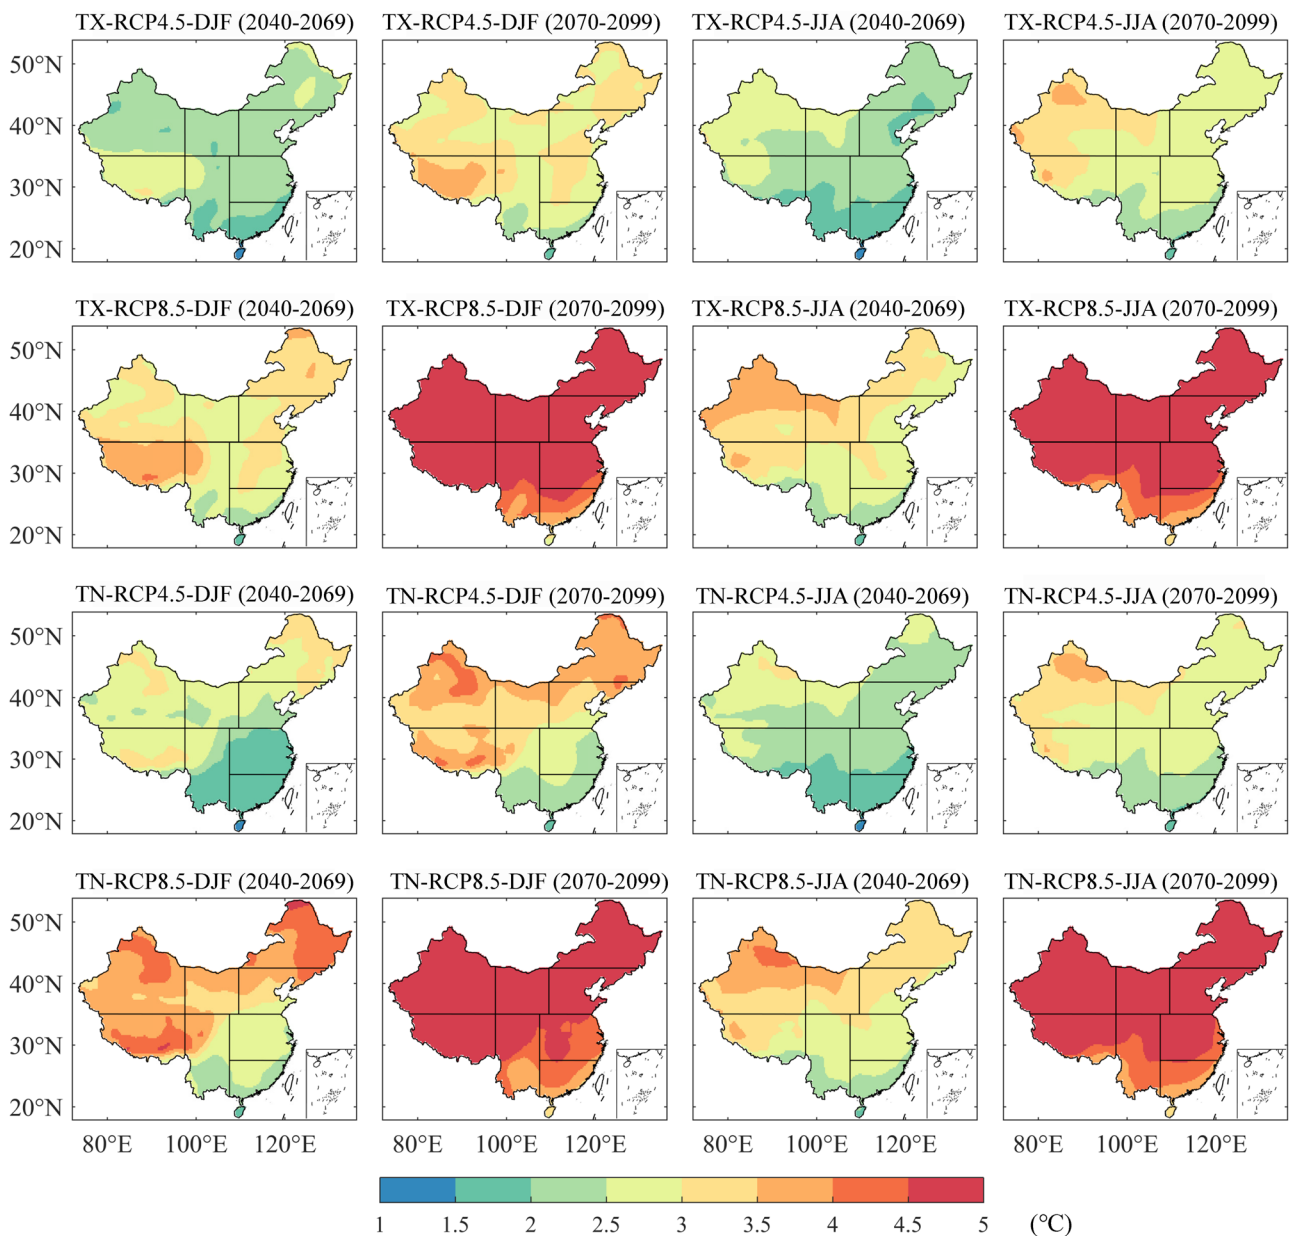 TX-RCP4.5-DJF (2040-2069) TX-RCP4.5-DJF (2070-2099) TX-RCP4.5-JJA (2040-2069) TX-RCP4.5-JJA (2070-2099)
50°N
40°N
30°N
20°N
TX-RCP8.5-DJF (2040-2069) TX-RCP8.5-DJF (2070-2099) TX-RCP8.5-JJA (2040-2069) TX-RCP8.5-JJA (2070-2099)
50°N
40°N
30°N
20°N
TN-RCP4.5-DJF (2040-2069) TN-RCP4.5-DJF (2070-2099) TN-RCP4.5-JJA (2040-2069) TN-RCP4.5-JJA (2070-2099)
50°N
40°N
30°N
20°N
TN-RCP8.5-DJF (2040-2069) TN-RCP8.5-DJF (2070-2099) TN-RCP8.5-JJA (2040-2069) TN-RCP8.5-JJA (2070-2099)
50°N
40°N
30°N
20°N
80°E 100°E 120°E 80°E 100°E 120°E 80°E 100°E 120°E 80°E 100°E 120°E
1 1.5 2 2.5 3 3.5 4 4.5 5 (°C)